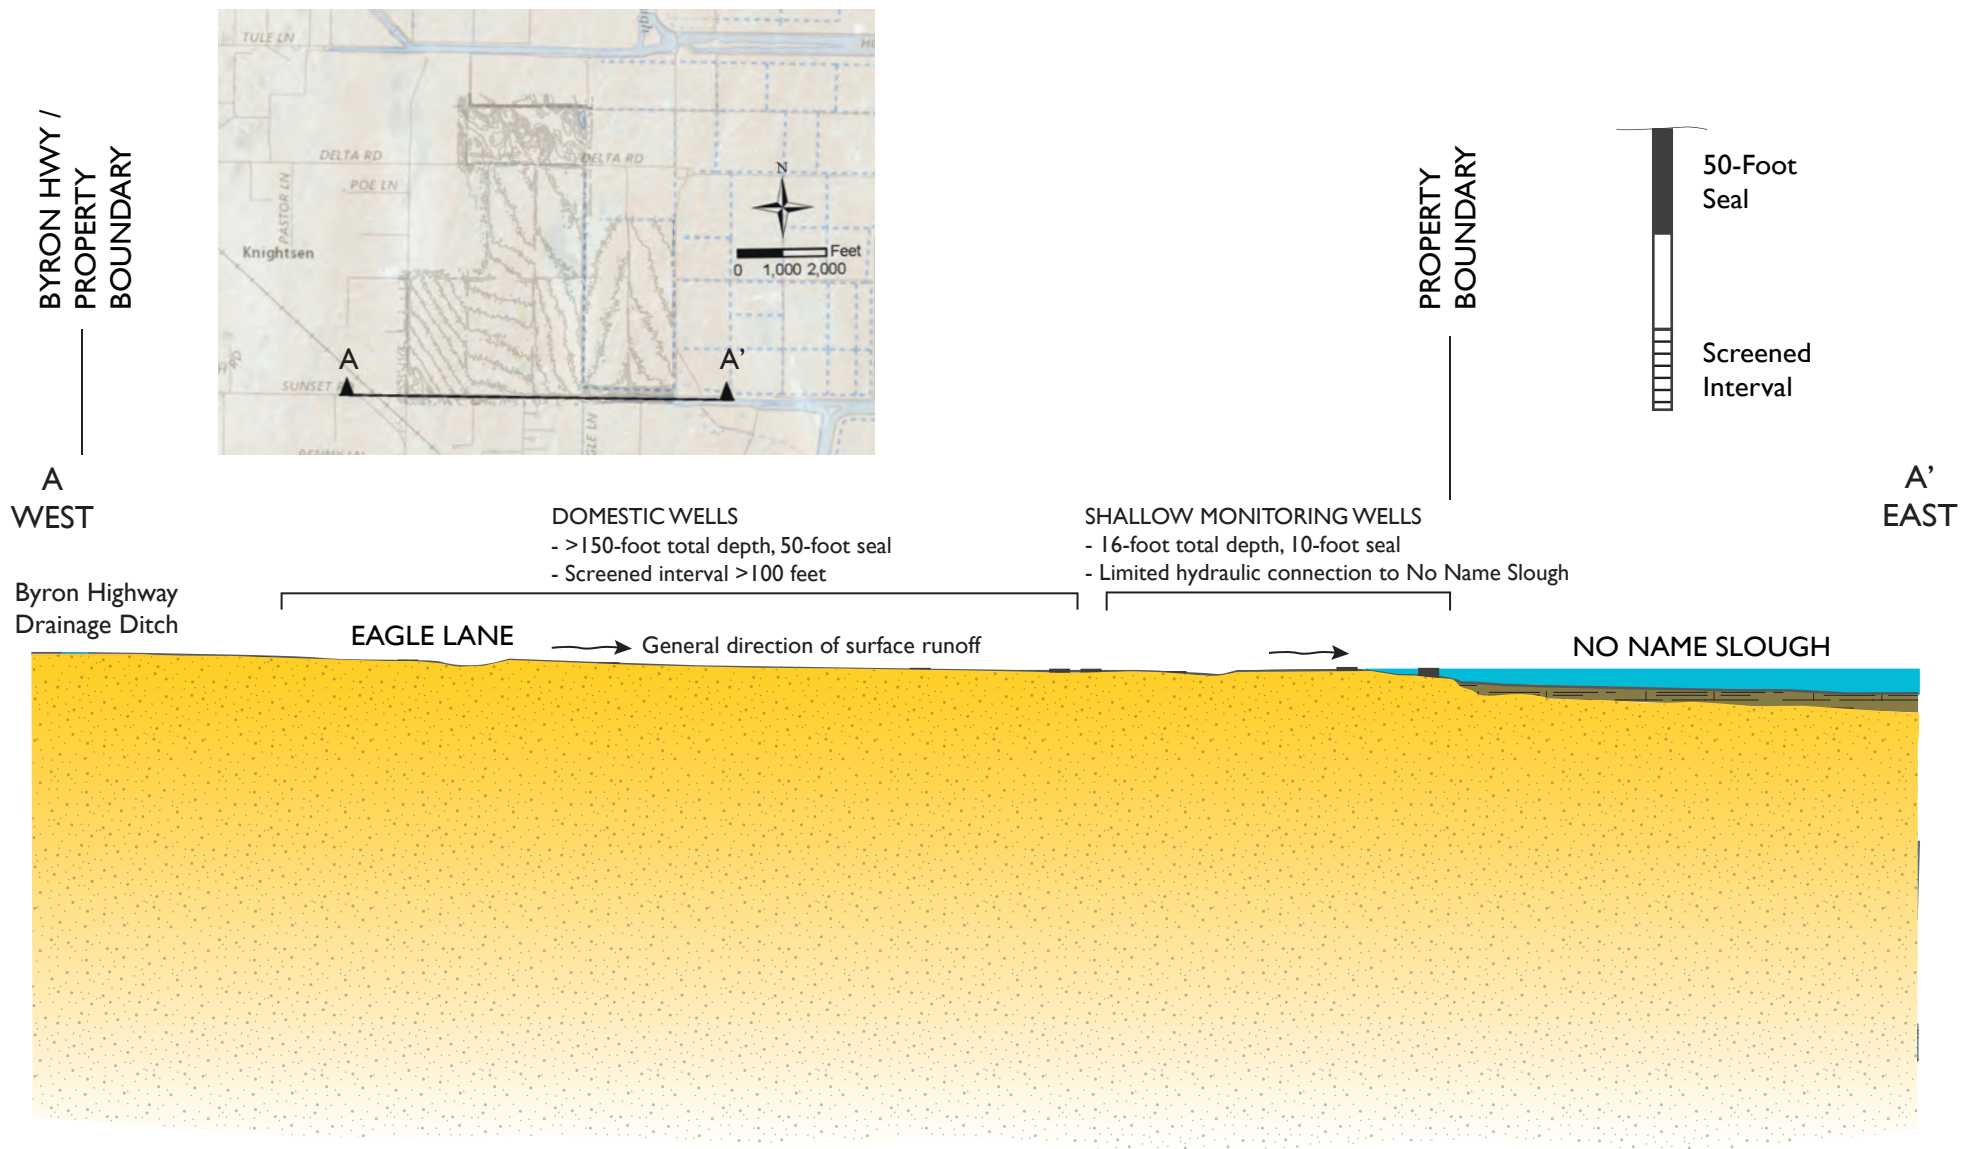 BYRON HWY /
PROPERTY
BOUNDARY
TULE LN
DELTA RD
DELTA RD
POE LN
PASTOR LN
Knightsen
N
Feet
0 1,000 2,000
A
A’
SUNSET
PROPERTY
BOUNDARY
50-Foot
Seal
Screened
Interval
A
WEST
A’
EAST
DOMESTIC WELLS
- >150-foot total depth, 50-foot seal
- Screened interval >100 feet
SHALLOW MONITORING WELLS
- 16-foot total depth, 10-foot seal
- Limited hydraulic connection to No Name Slough
Byron Highway
Drainage Ditch
EAGLE LANE
General direction of surface runoff
NO NAME SLOUGH